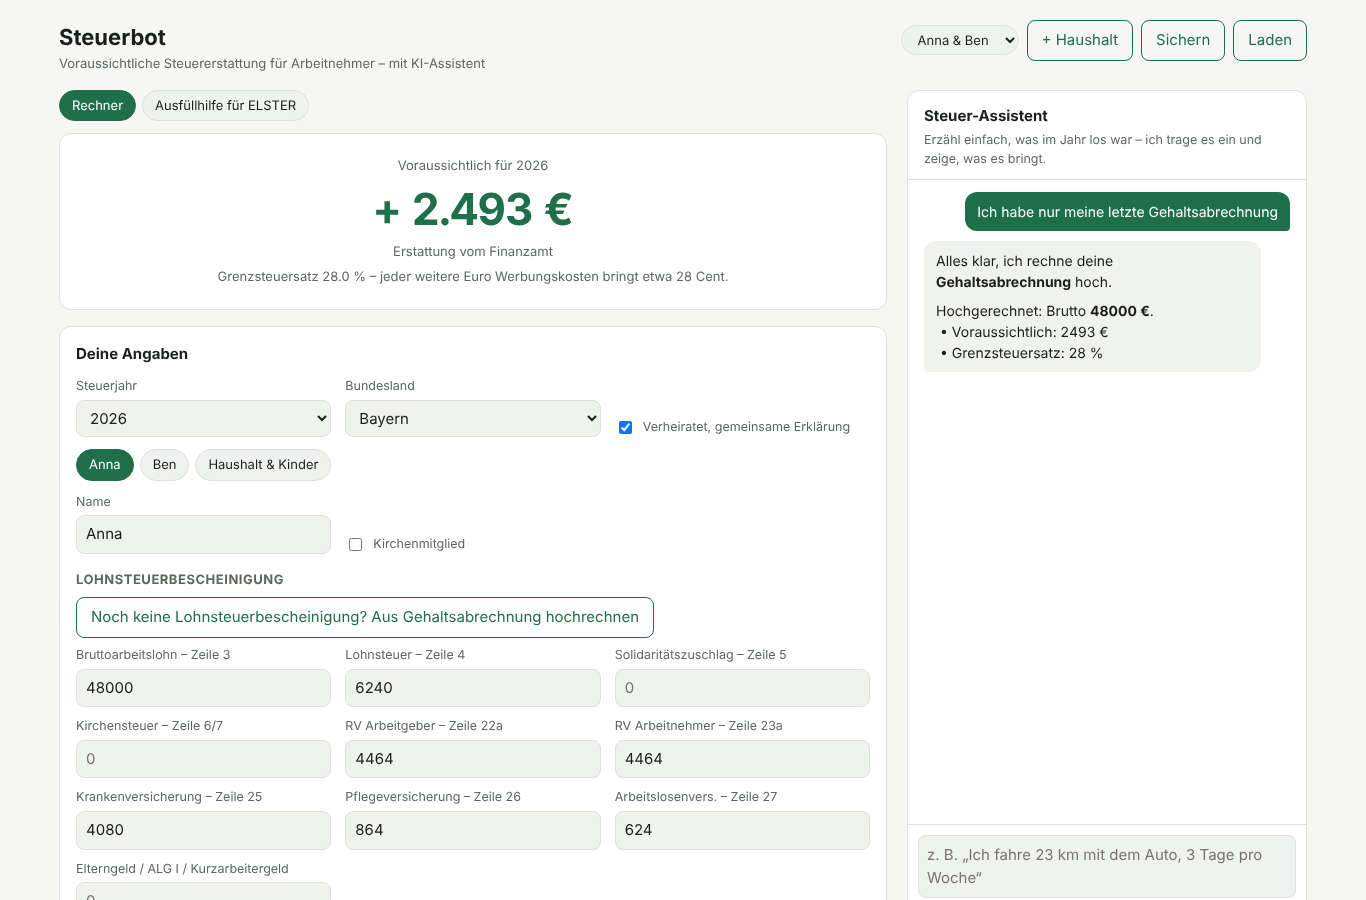 Steuerbot
Voraussichtliche Steuererstattung für Arbeitnehmer – mit KI-Assistent
Anna & Ben
+ Haushalt
Sichern
Laden
Rechner
Ausfüllhilfe für ELSTER
Voraussichtlich für 2026
+ 2.493 €
Erstattung vom Finanzamt
Grenzsteuersatz 28.0 % – jeder weitere Euro Werbungskosten bringt etwa 28 Cent.
Deine Angaben
Steuerjahr
Bundesland
2026
Bayern
Verheiratet, gemeinsame Erklärung
Anna
Ben
Haushalt & Kinder
Name
Anna
Kirchenmitglied
LOHNSTEUERBESCHEINIGUNG
Noch keine Lohnsteuerbescheinigung? Aus Gehaltsabrechnung hochrechnen
Bruttoarbeitslohn – Zeile 3
Lohnsteuer – Zeile 4
Solidaritätszuschlag – Zeile 5
48000
6240
0
Kirchensteuer – Zeile 6/7
RV Arbeitgeber – Zeile 22a
RV Arbeitnehmer – Zeile 23a
0
4464
4464
Krankenversicherung – Zeile 25
Pflegeversicherung – Zeile 26
Arbeitslosenvers. – Zeile 27
4080
864
624
Elterngeld / ALG I / Kurzarbeitergeld
0
Steuer-Assistent
Erzähl einfach, was im Jahr los war – ich trage es ein und
zeige, was es bringt.
Ich habe nur meine letzte Gehaltsabrechnung
Alles klar, ich rechne deine
Gehaltsabrechnung hoch.
Hochgerechnet: Brutto 48000 €.
• Voraussichtlich: 2493 €
• Grenzsteuersatz: 28 %
z. B. „Ich fahre 23 km mit dem Auto, 3 Tage pro
Woche“